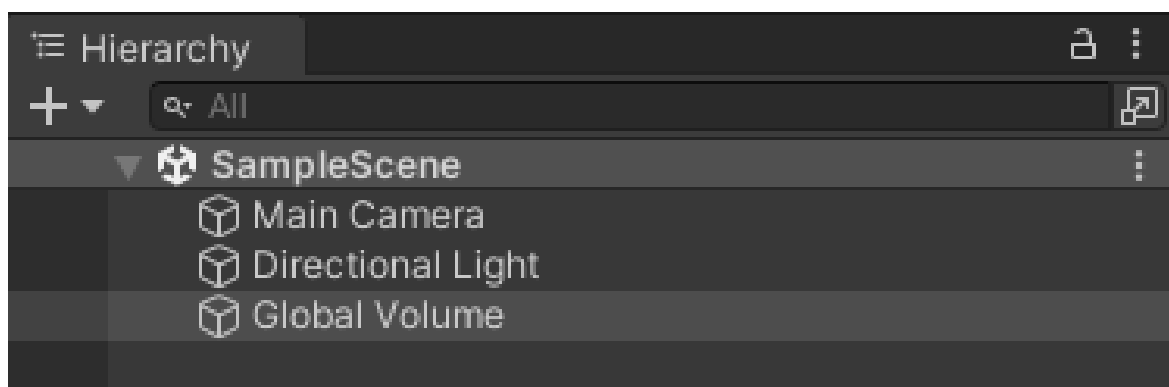 Hierarchy
All
SampleScene
Main Camera
Directional Light
Global Volume